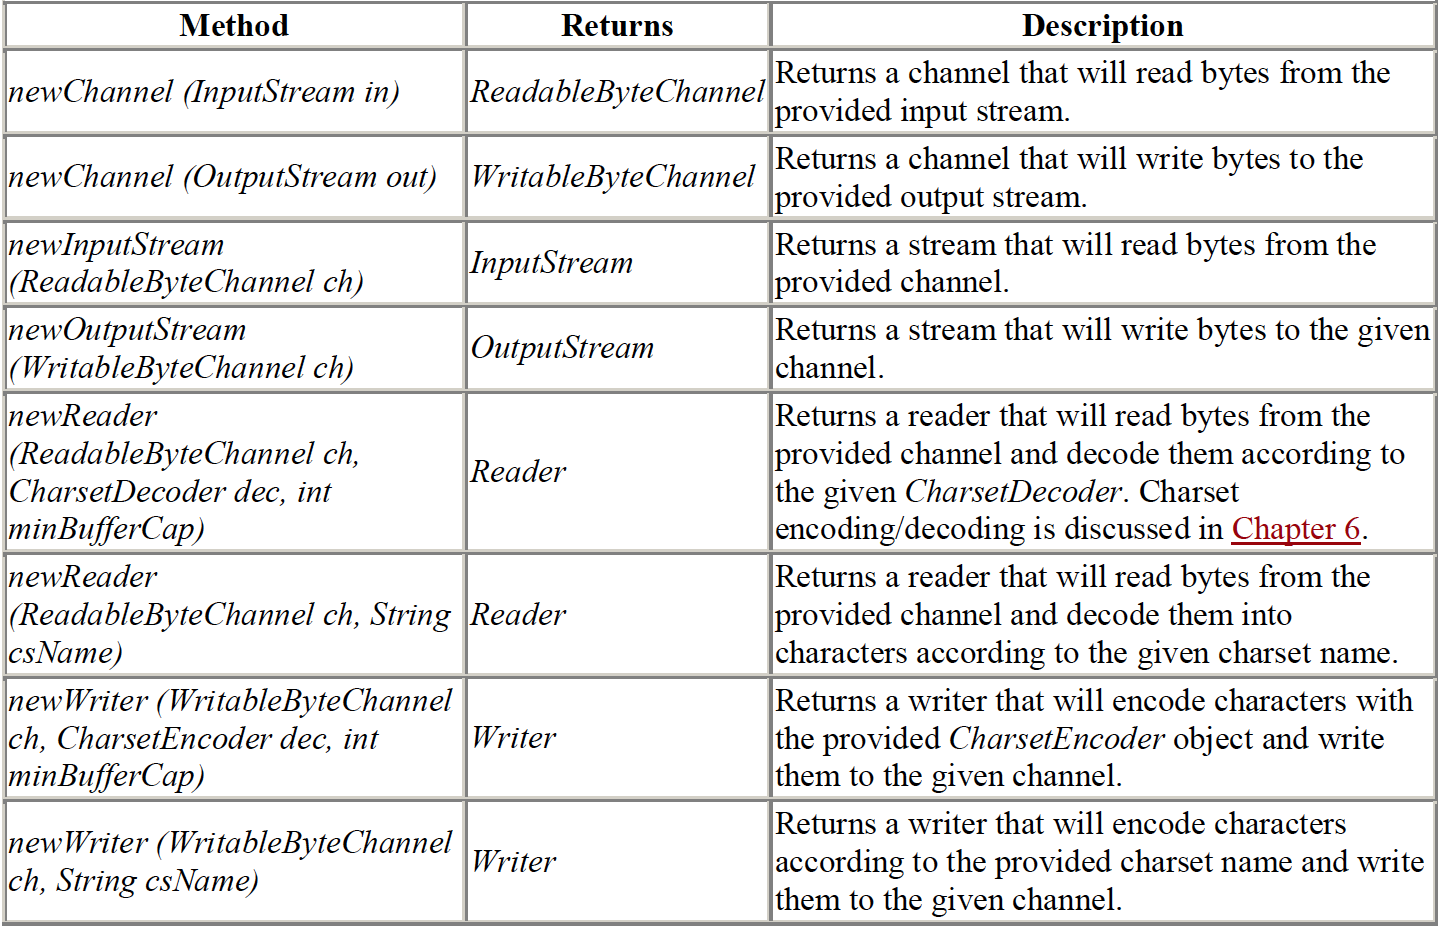 Method Returns Description
newChannel (InputStream in) ReadableByteChannel Returns a channel that will read bytes from the
provided input stream.
newChannel (OutputStream out) WritableByteChannel Returns a channel that will write bytes to the
provided output stream.
newInputStream
(ReadableByteChannel ch) InputStream Returns a stream that will read bytes from the
provided channel.
newOutputStream
(WritableByteChannel ch) OutputStream Returns a stream that will write bytes to the given
channel.
newReader
(ReadableByteChannel ch,
CharsetDecoder dec, int
minBufferCap) Reader Returns a reader that will read bytes from the
provided channel and decode them according to
the given CharsetDecoder. Charset
encoding/decoding is discussed in Chapter 6.
newReader
(ReadableByteChannel ch, String
csName) Reader Returns a reader that will read bytes from the
provided channel and decode them into
characters according to the given charset name.
newWriter (WritableByteChannel
ch, CharsetEncoder dec, int
minBufferCap) Writer Returns a writer that will encode characters with
the provided CharsetEncoder object and write
them to the given channel.
newWriter (WritableByteChannel
ch, String csName) Writer Returns a writer that will encode characters
according to the provided charset name and write
them to the given channel.